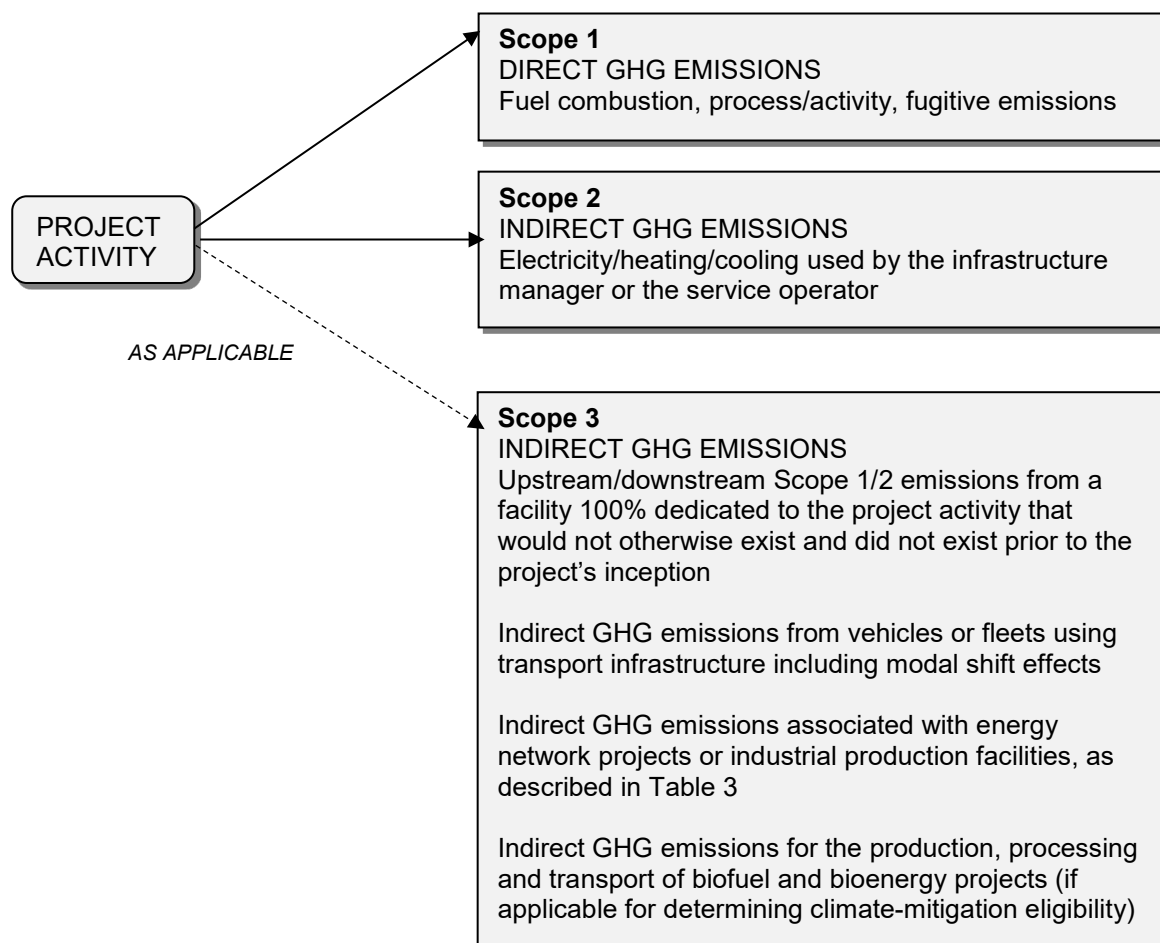 Scope 1
DIRECT GHG EMISSIONS
Fuel combustion, process/activity, fugitive emissions
PROJECT
ACTIVITY
Scope 2
INDIRECT GHG EMISSIONS
Electricity/heating/cooling used by the infrastructure
manager or the service operator
AS APPLICABLE
Scope 3
INDIRECT GHG EMISSIONS
Upstream/downstream Scope 1/2 emissions from a
facility 100% dedicated to the project activity that
would not otherwise exist and did not exist prior to the
project’s inception
Indirect GHG emissions from vehicles or fleets using
transport infrastructure including modal shift effects
Indirect GHG emissions associated with energy
network projects or industrial production facilities, as
described in Table 3
Indirect GHG emissions for the production, processing
and transport of biofuel and bioenergy projects (if
applicable for determining climate-mitigation eligibility)